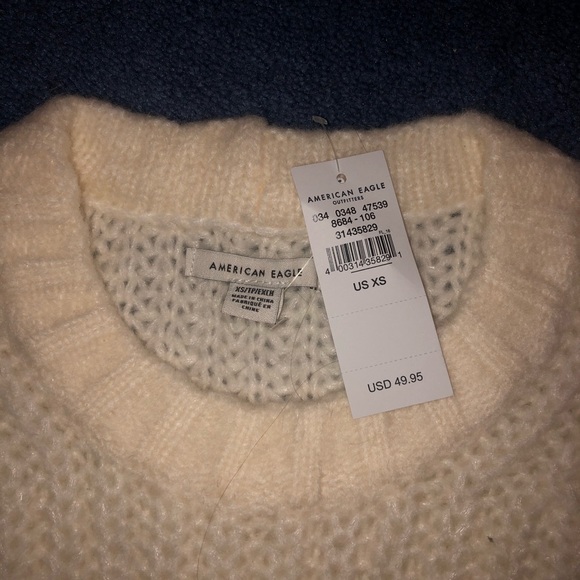 AMERICAN EAGLE
XS/TP/EXCH
MADE IN CHINA
FABRIQUÉ EN
CHINE
AMERICAN EAGLE
OUTFITTERS
034 0348 47539
8684-106
31435829
4 00314 35829 1
US XS
USD 49.95